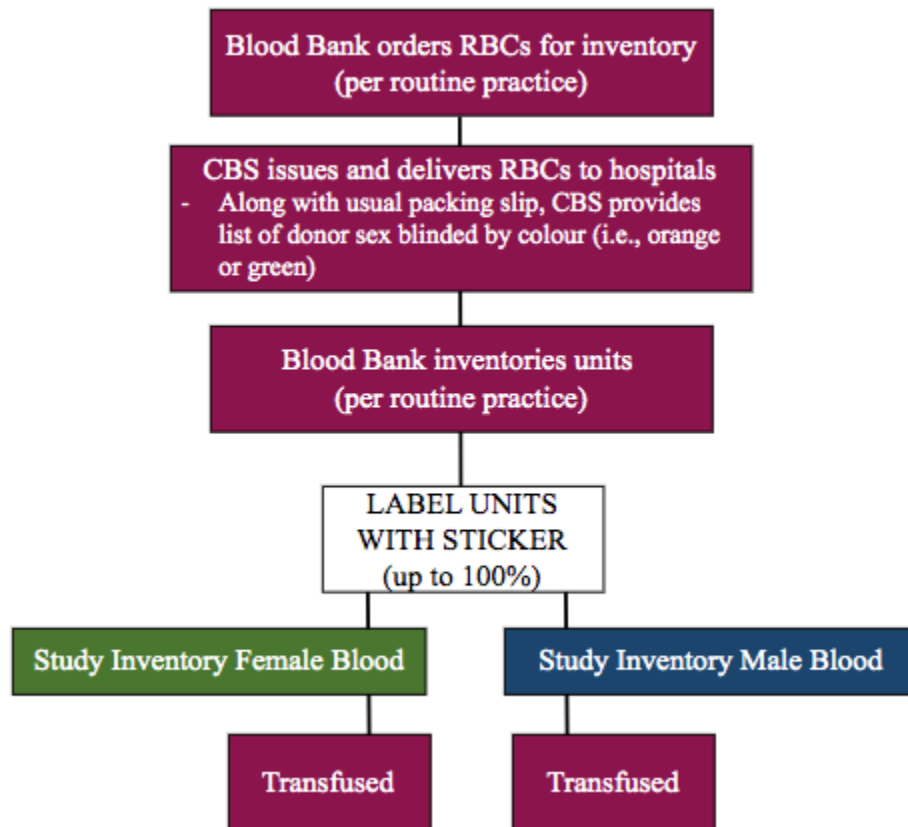 Blood Bank orders RBCs for inventory
(per routine practice)
CBS issues and delivers RBCs to hospitals
- Along with usual packing slip, CBS provides
list of donor sex blinded by colour (i.e., orange
or green)
Blood Bank inventories units
(per routine practice)
LABEL UNITS
WITH STICKER
(up to 100%)
Study Inventory Female Blood
Study Inventory Male Blood
Transfused
Transfused